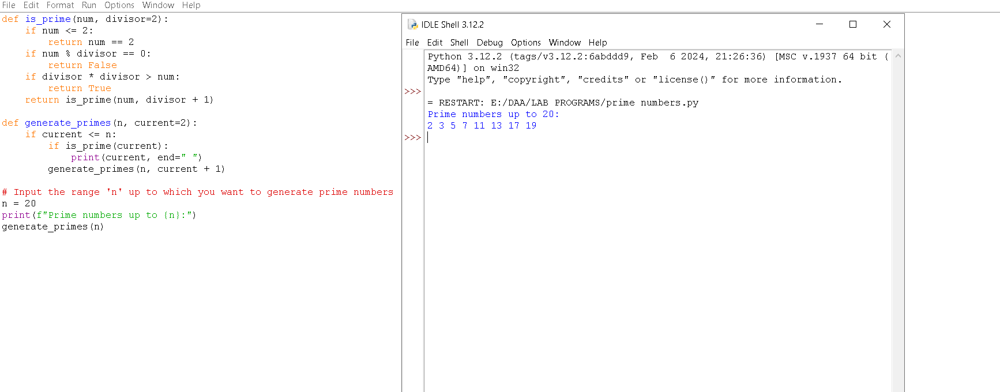 File Edit Format Run Options Window Help
def is_prime(num, divisor=2):
    if num <= 2:
        return num == 2
    if num % divisor == 0:
        return False
    if divisor * divisor > num:
        return True
    return is_prime(num, divisor + 1)

def generate_primes(n, current=2):
    if current <= n:
        if is_prime(current):
            print(current, end=" ")
        generate_primes(n, current + 1)

# Input the range 'n' up to which you want to generate prime numbers
n = 20
print(f"Prime numbers up to {n}:")
generate_primes(n)
IDLE Shell 3.12.2
File Edit Shell Debug Options Window Help
Python 3.12.2 (tags/v3.12.2:6abddd9, Feb  6 2024, 21:26:36) [MSC v.1937 64 bit (
AMD64)] on win32
Type "help", "copyright", "credits" or "license()" for more information.
>>>
= RESTART: E:/DAA/LAB PROGRAMS/prime numbers.py
Prime numbers up to 20:
2 3 5 7 11 13 17 19
>>>